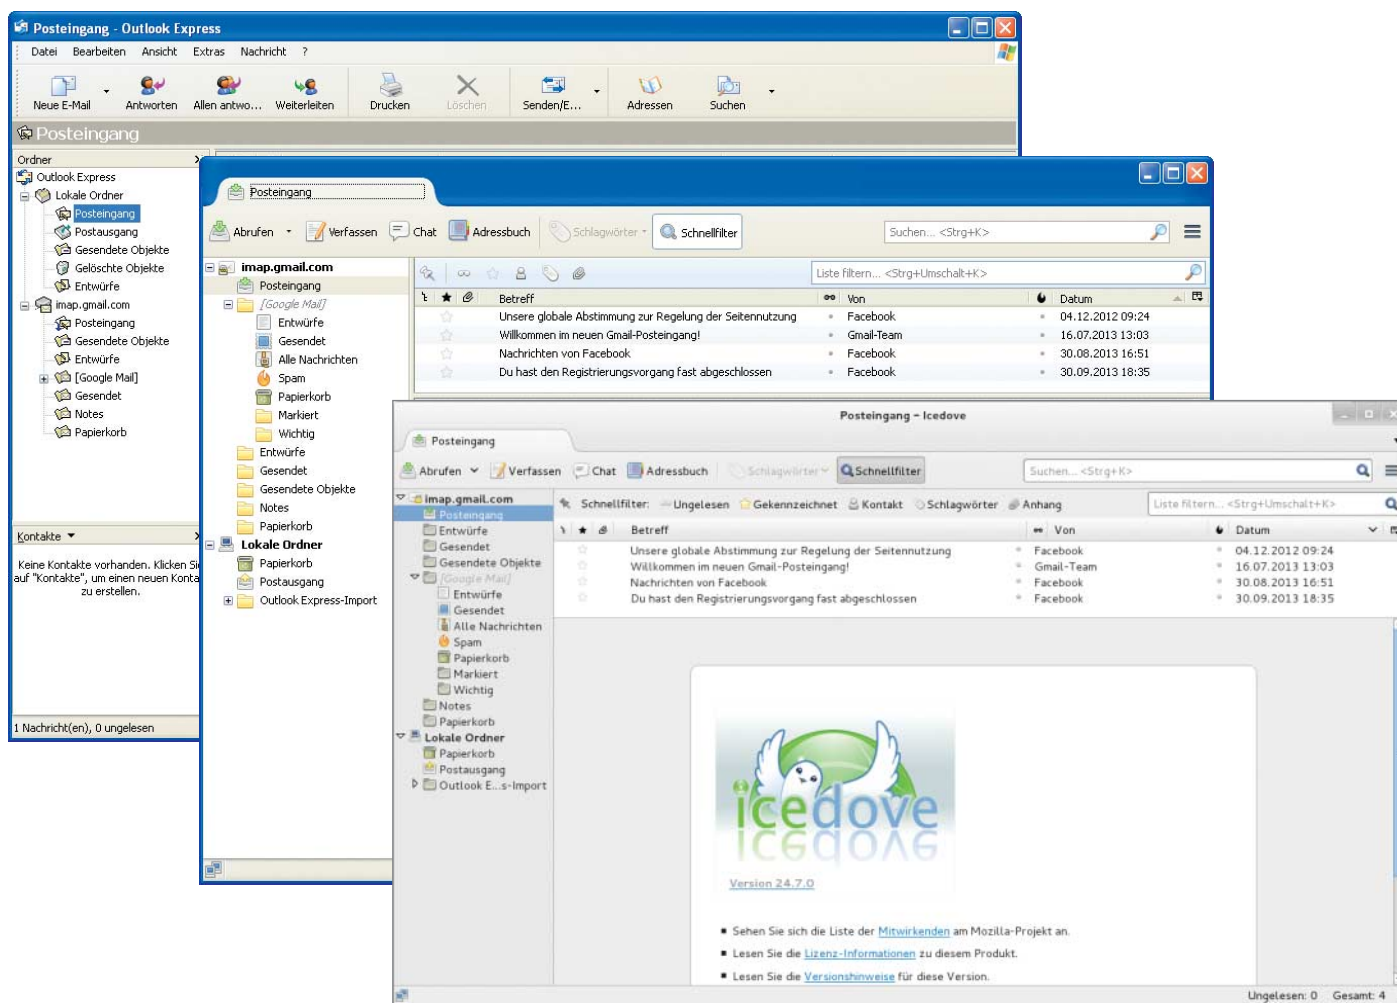 Posteingang - Outlook Express
Datei Bearbeiten Ansicht Extras Nachricht ?
Neue E-Mail Antworten Allen antwo... Weiterleiten Drucken Löschen Senden/E... Adressen Suchen
Posteingang
Ordner
Outlook Express
Lokale Ordner
Posteingang
Postausgang
Gesendete Objekte
Gelöschte Objekte
Entwürfe
imap.gmail.com
Posteingang
Gesendete Objekte
Entwürfe
[Google Mail]
Gesendet
Notes
Papierkorb
Kontakte
Keine Kontakte vorhanden. Klicken Si
auf "Kontakte", um einen neuen Konta
zu erstellen.
1 Nachricht(en), 0 ungelesen
Posteingang
Abrufen Verfassen Chat Adressbuch Schlagwörter Schnellfilter Suchen... <Strg+K>
imap.gmail.com
Posteingang
[Google Mail]
Entwürfe
Gesendet
Alle Nachrichten
Spam
Papierkorb
Markiert
Wichtig
Entwürfe
Gesendet
Gesendete Objekte
Notes
Papierkorb
Lokale Ordner
Papierkorb
Postausgang
Outlook Express-Import
Liste filtern... <Strg+Umschalt+K>
Betreff Von Datum
Unsere globale Abstimmung zur Regelung der Seitennutzung Facebook 04.12.2012 09:24
Willkommen im neuen Gmail-Posteingang! Gmail-Team 16.07.2013 13:03
Nachrichten von Facebook Facebook 30.08.2013 16:51
Du hast den Registrierungsvorgang fast abgeschlossen Facebook 30.09.2013 18:35
Posteingang - Icedove
Posteingang
Abrufen Verfassen Chat Adressbuch Schlagwörter Schnellfilter Suchen... <Strg+K>
imap.gmail.com
Posteingang
Entwürfe
Gesendet
Gesendete Objekte
[Google Mail]
Entwürfe
Gesendet
Alle Nachrichten
Spam
Papierkorb
Markiert
Wichtig
Notes
Papierkorb
Lokale Ordner
Papierkorb
Postausgang
Outlook E...s-Import
Schnellfilter: Ungelesen Gekennzeichnet Kontakt Schlagwörter Anhang Liste filtern... <Strg+Umschalt+K>
Betreff Von Datum
Unsere globale Abstimmung zur Regelung der Seitennutzung Facebook 04.12.2012 09:24
Willkommen im neuen Gmail-Posteingang! Gmail-Team 16.07.2013 13:03
Nachrichten von Facebook Facebook 30.08.2013 16:51
Du hast den Registrierungsvorgang fast abgeschlossen Facebook 30.09.2013 18:35
icedove
Version 24.7.0
Sehen Sie sich die Liste der Mitwirkenden am Mozilla-Projekt an.
Lesen Sie die Lizenz-Informationen zu diesem Produkt.
Lesen Sie die Versionshinweise für diese Version.
Ungelesen: 0 Gesamt: 4